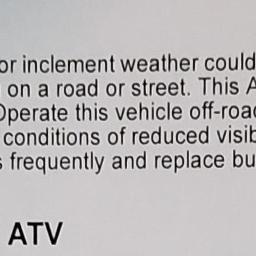 or inclement weather could
on a road or street. This A
Operate this vehicle off-roa
conditions of reduced visib
s frequently and replace bu
ATV